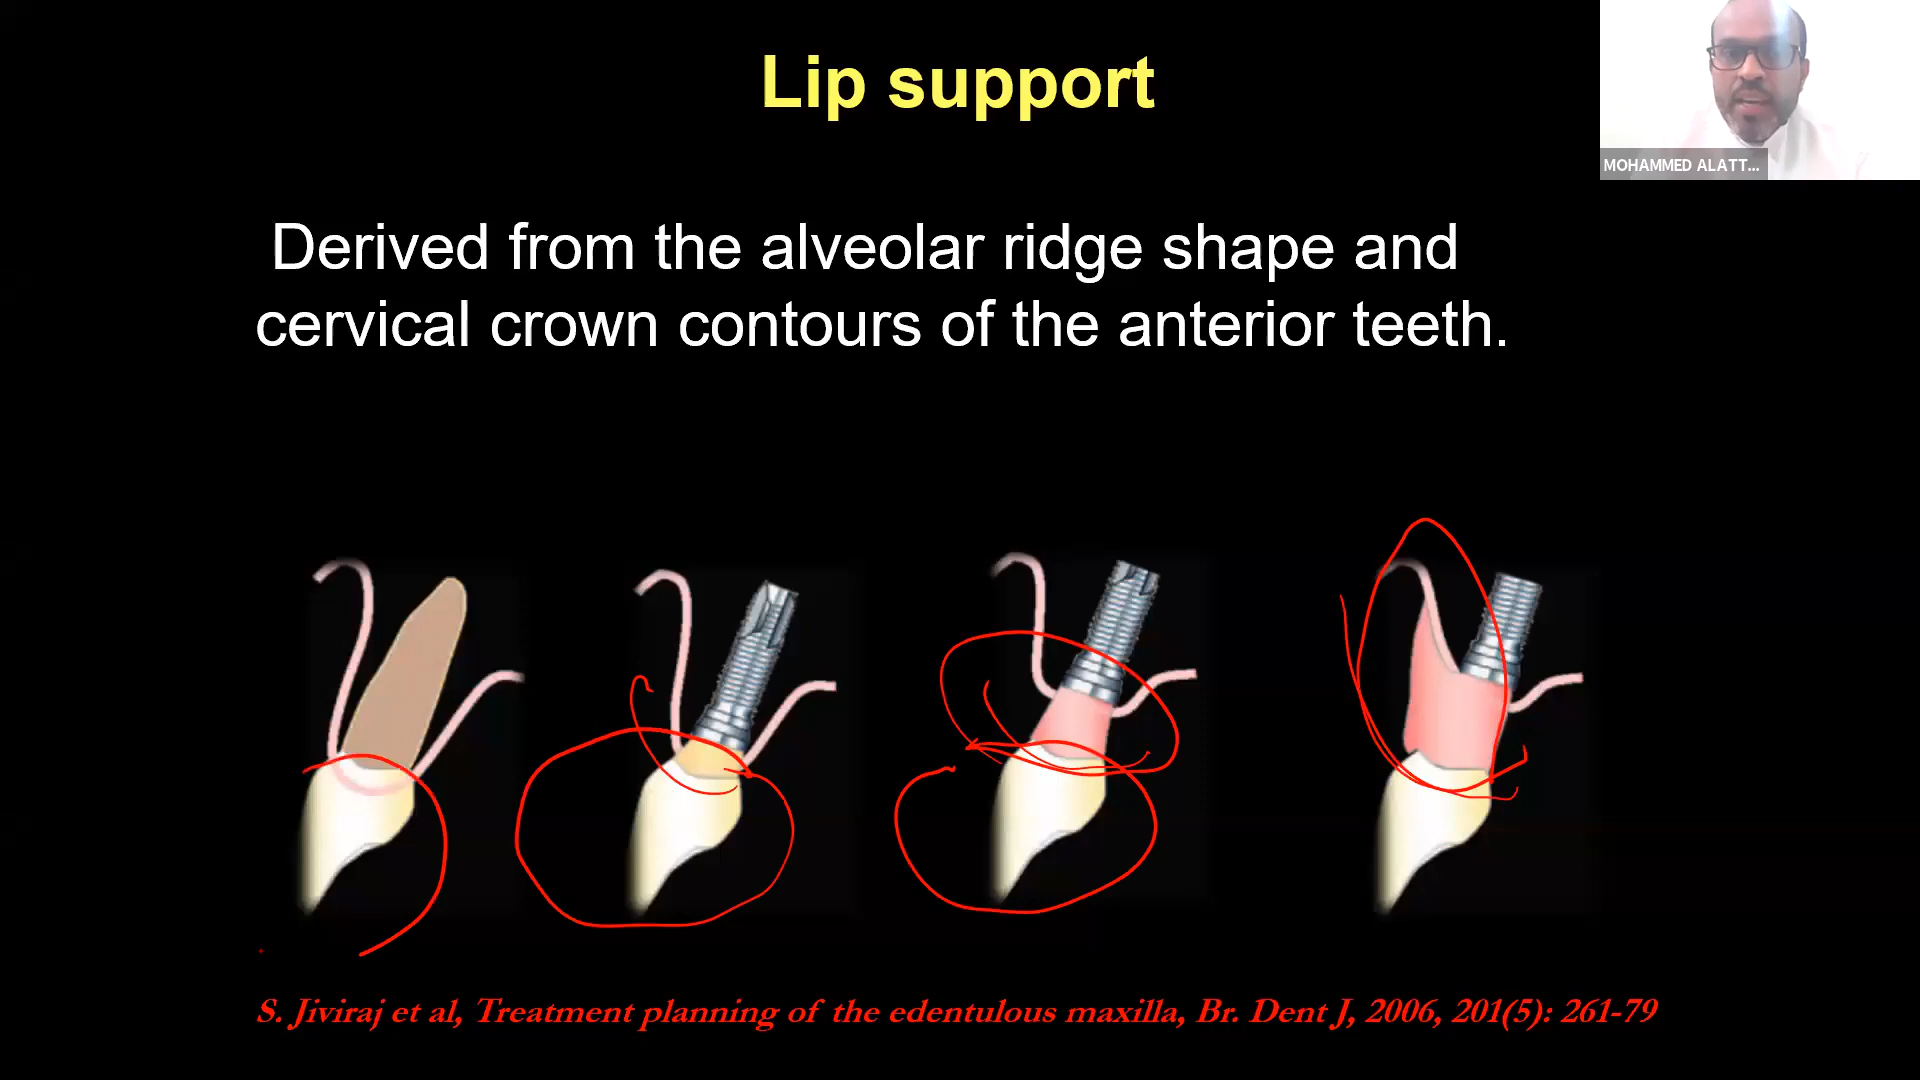 Lip support
MOHAMMED ALATT...
Derived from the alveolar ridge shape and
cervical crown contours of the anterior teeth.
S. Jiviraj et al, Treatment planning of the edentulous maxilla, Br. Dent J, 2006, 201(5): 261-79